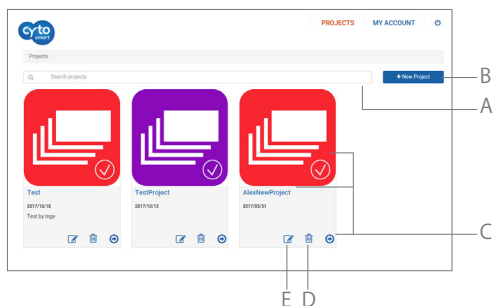 cyto
smart
PROJECTS MY ACCOUNT
Projects
Search projects
+ New Project
B
A
Test TestProject AlexNewProject
2017/10/18 2017/10/13 2017/03/31
Test by Inge
C
E D